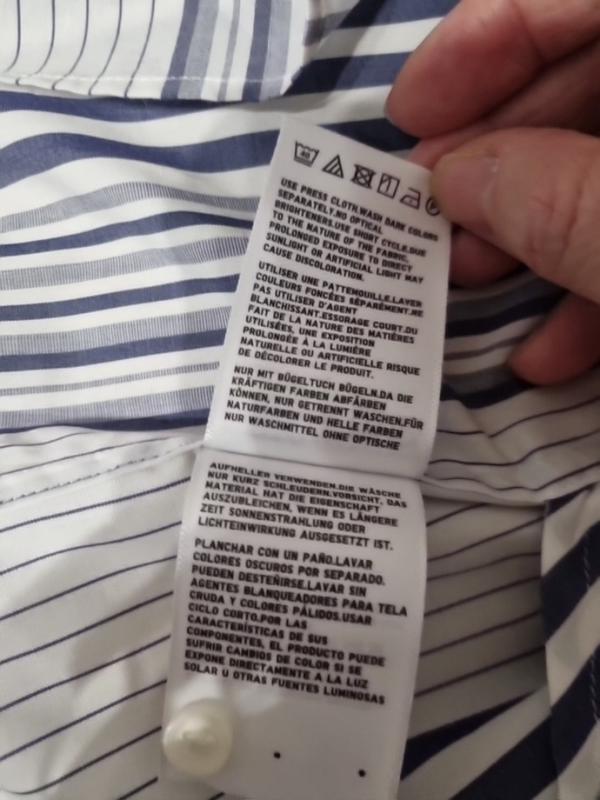 40
USE PRESS CLOTH.WASH DARK COLORS
SEPARATELY.NO OPTICAL
BRIGHTENERS.USE SHORT CYCLE.DUE
TO THE NATURE OF THE FABRIC,
PROLONGED EXPOSURE TO DIRECT
SUNLIGHT OR ARTIFICIAL LIGHT MAY
CAUSE DISCOLORATION.
UTILISER UNE PATTEMOUILLE.LAVER
COULEURS FONCÉES SÉPARÉMENT.NE
PAS UTILISER D'AGENT
BLANCHISSANT.ESSORAGE COURT.DU
FAIT DE LA NATURE DES MATIÈRES
UTILISÉES, UNE EXPOSITION
PROLONGÉE À LA LUMIÈRE
NATURELLE OU ARTIFICIELLE RISQUE
DE DÉCOLORER LE PRODUIT.
NUR MIT BÜGELTUCH BÜGELN.DA DIE
KRÄFTIGEN FARBEN ABFÄRBEN
KÖNNEN, NUR GETRENNT WASCHEN.FÜR
NATURFARBEN UND HELLE FARBEN
NUR WASCHMITTEL OHNE OPTISCHE
AUFHELLER VERWENDEN.DIE WÄSCHE
NUR KURZ SCHLEUDERN.VORSICHT, DAS
MATERIAL HAT DIE EIGENSCHAFT
AUSZUBLEICHEN, WENN ES LÄNGERE
ZEIT SONNENSTRAHLUNG ODER
LICHTEINWIRKUNG AUSGESETZT IST.
PLANCHAR CON UN PAÑO.LAVAR
COLORES OSCUROS POR SEPARADO.
PUEDEN DESTEÑIRSE.LAVAR SIN
AGENTES BLANQUEADORES PARA TELA
CRUDA Y COLORES PÁLIDOS.USAR
CICLO CORTO.POR LAS
CARACTERÍSTICAS DE SUS
COMPONENTES, EL PRODUCTO PUEDE
SUFRIR CAMBIOS DE COLOR SI SE
EXPONE DIRECTAMENTE A LA LUZ
SOLAR U OTRAS FUENTES LUMINOSAS